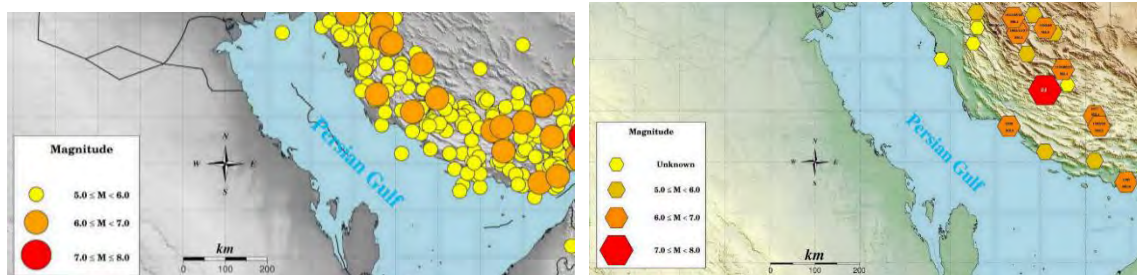 Persian Gulf
N
W E
S
Magnitude
5.0 ≤ M < 6.0
6.0 ≤ M < 7.0
7.0 ≤ M ≤ 8.0
km
0 100 200
Persian Gulf
N
W E
S
Magnitude
Unknown
5.0 ≤ M < 6.0
6.0 ≤ M < 7.0
7.0 ≤ M < 8.0
km
0 100 200